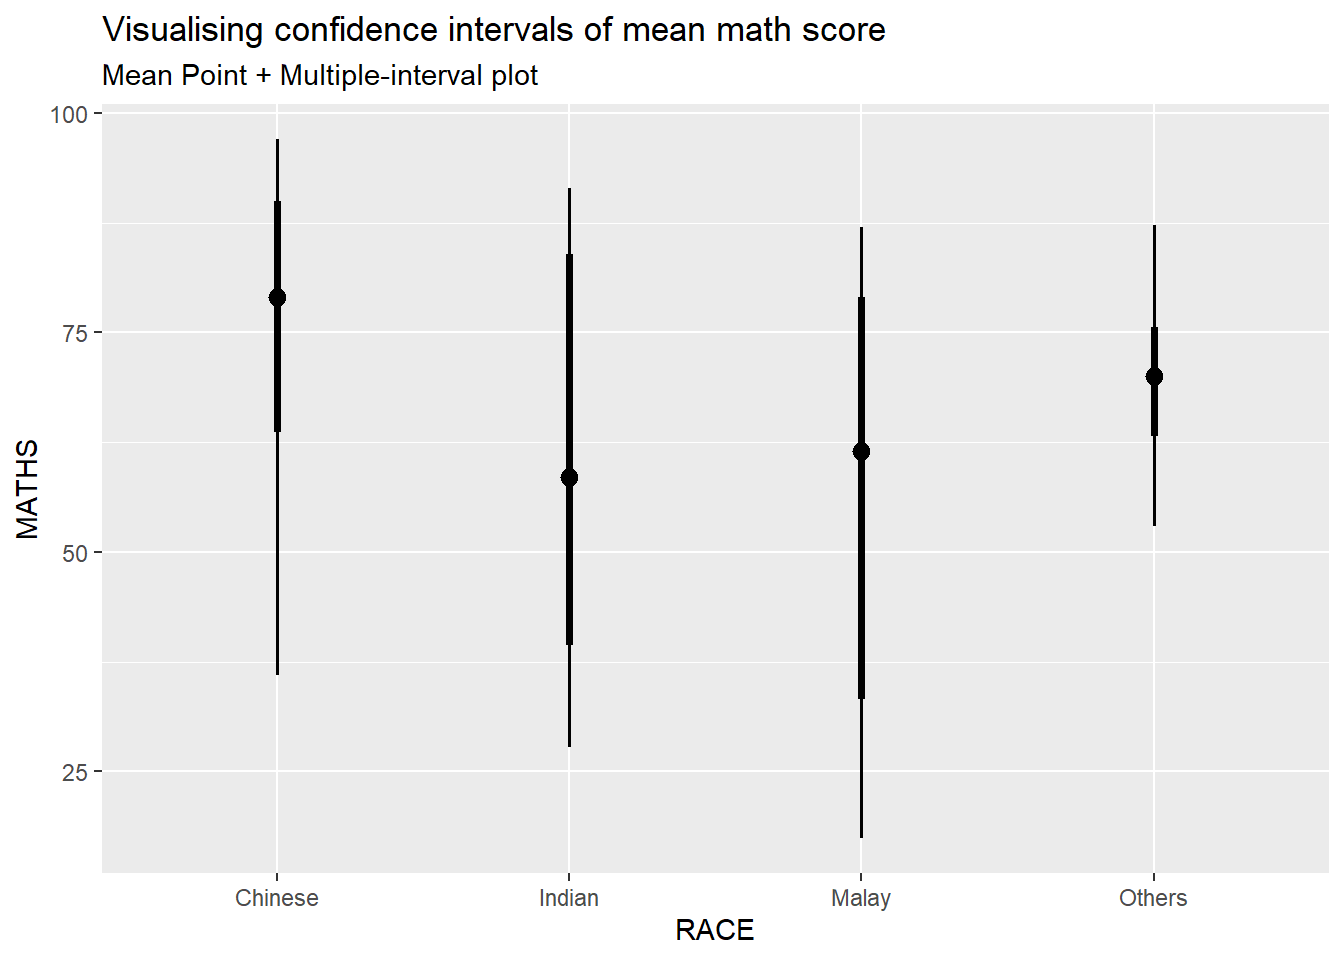 Visualising confidence intervals of mean math score
Mean Point + Multiple-interval plot
100
75
50
25
MATHS
Chinese Indian Malay Others
RACE